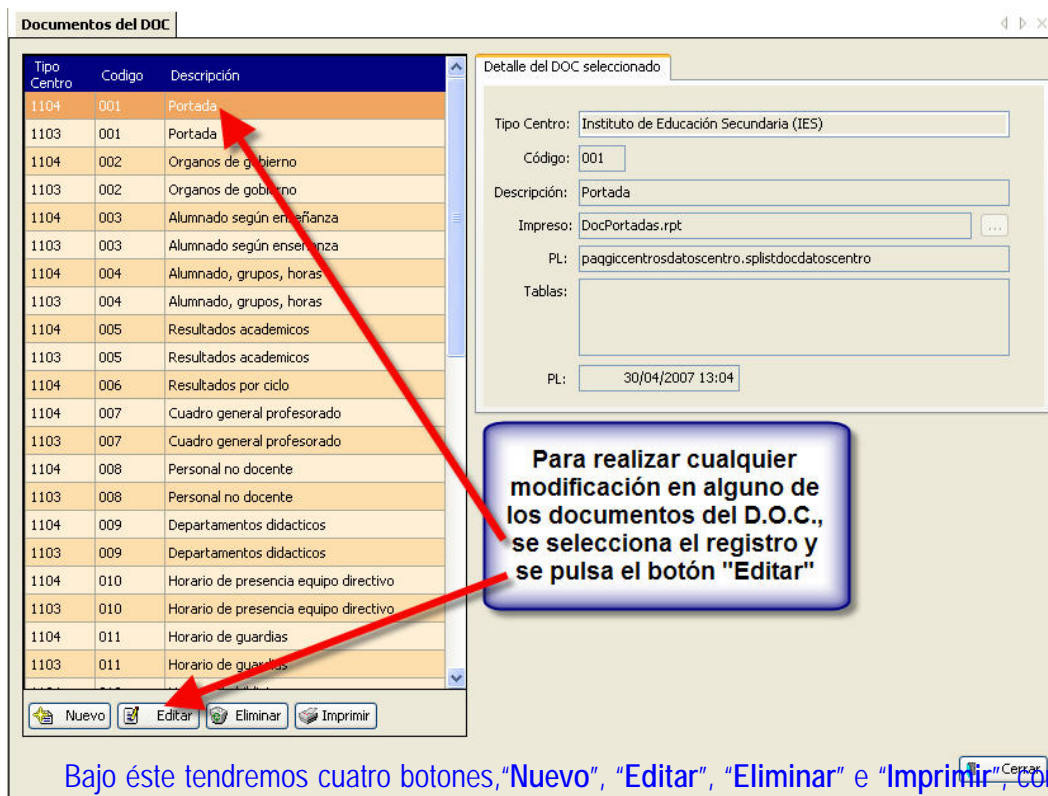 Documentos del DOC
Tipo Centro Codigo Descripción
1104 001 Portada
1103 001 Portada
1104 002 Organos de gobierno
1103 002 Organos de gobierno
1104 003 Alumnado según enseñanza
1103 003 Alumnado según enseñanza
1104 004 Alumnado, grupos, horas
1103 004 Alumnado, grupos, horas
1104 005 Resultados academicos
1103 005 Resultados academicos
1104 006 Resultados por ciclo
1104 007 Cuadro general profesorado
1103 007 Cuadro general profesorado
1104 008 Personal no docente
1103 008 Personal no docente
1104 009 Departamentos didacticos
1103 009 Departamentos didacticos
1104 010 Horario de presencia equipo directivo
1103 010 Horario de presencia equipo directivo
1104 011 Horario de guardias
1103 011 Horario de guardias
Nuevo Editar Eliminar Imprimir
Detalle del DOC seleccionado
Tipo Centro: Instituto de Educación Secundaria (IES)
Código: 001
Descripción: Portada
Impreso: DocPortadas.rpt ...
PL: paqgiccentrosdatoscentro.splistdocdatoscentro
Tablas:
PL: 30/04/2007 13:04
Para realizar cualquier
modificación en alguno de
los documentos del D.O.C.,
se selecciona el registro y
se pulsa el botón "Editar"
Cerrar
Bajo éste tendremos cuatro botones,“Nuevo”, “Editar”, “Eliminar” e “Imprimir”,